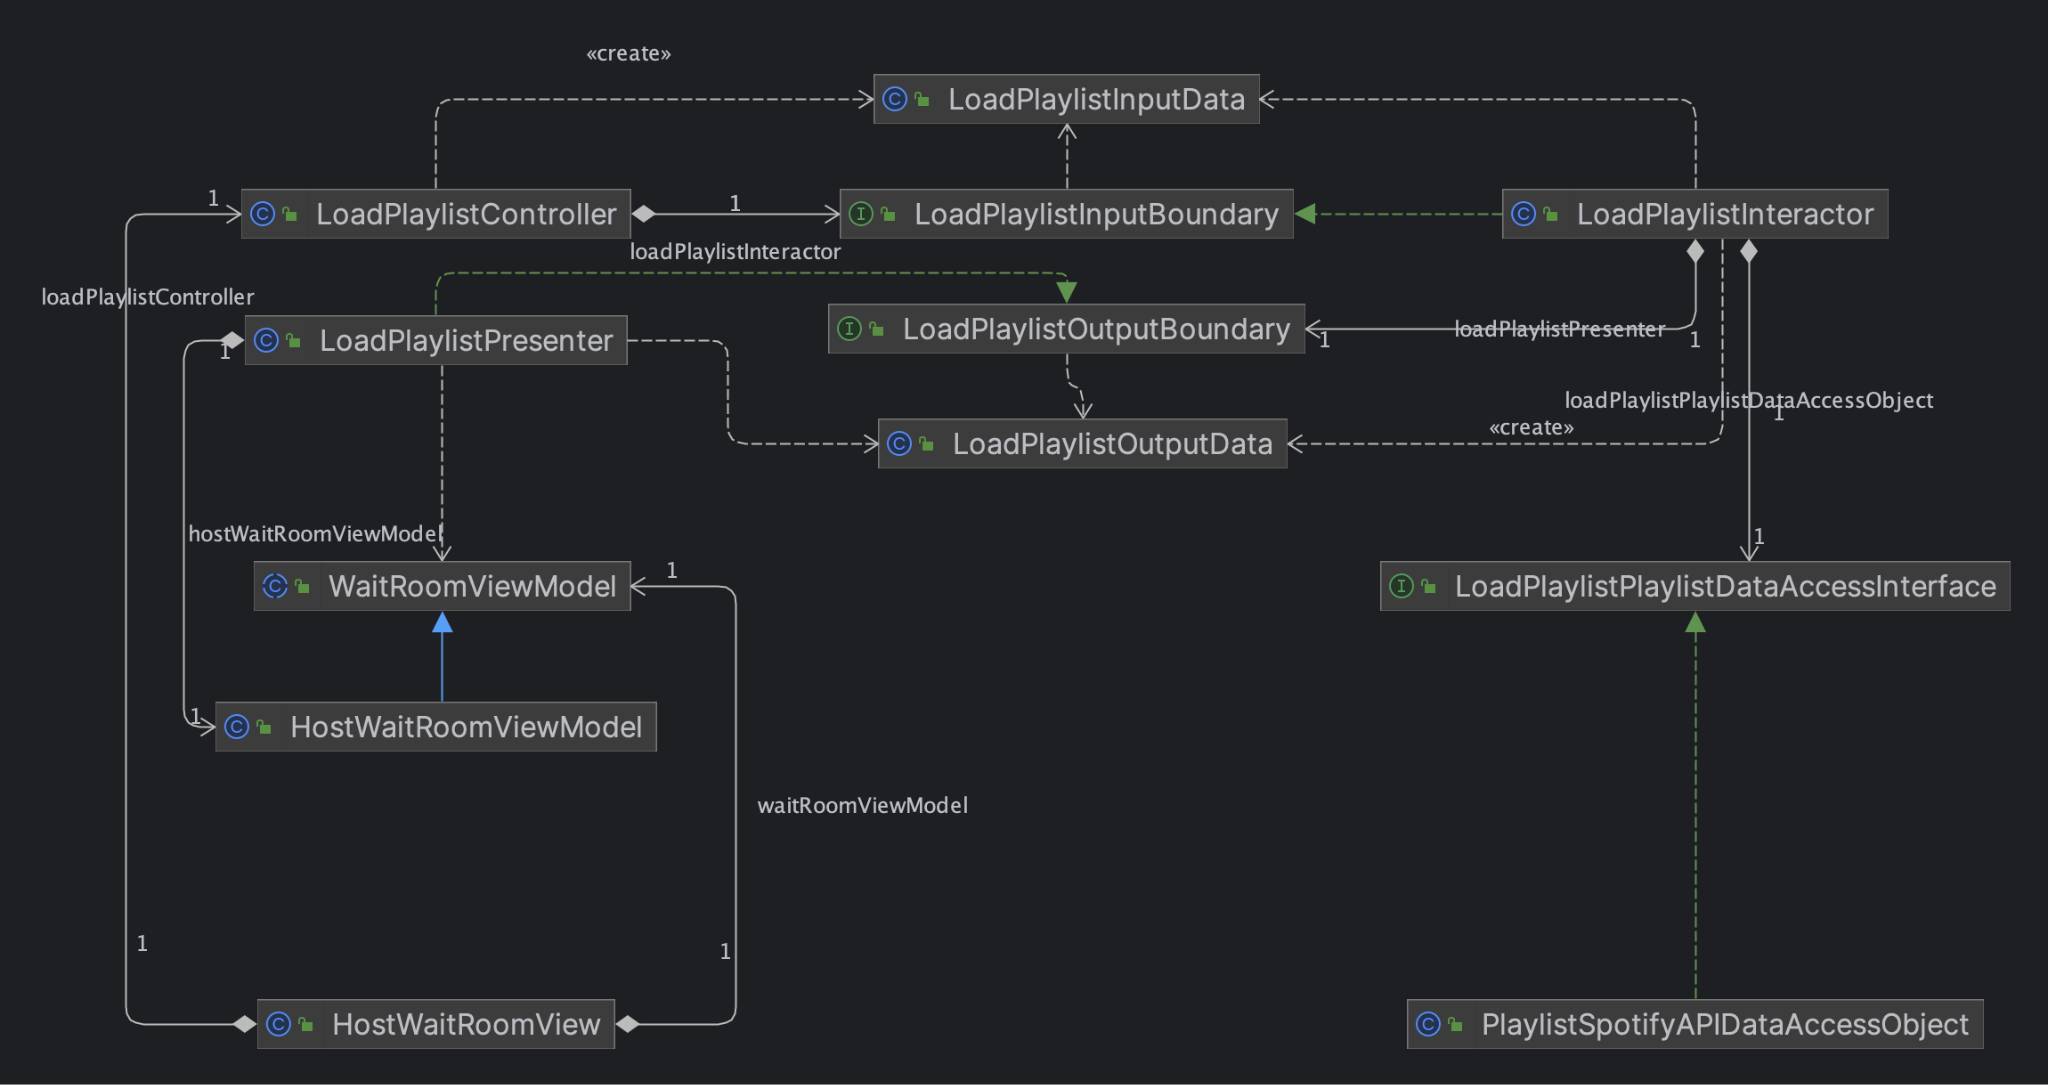 «create»
LoadPlaylistInputData
1
LoadPlaylistController
1
LoadPlaylistInputBoundary
LoadPlaylistInteractor
loadPlaylistInteractor
loadPlaylistController
LoadPlaylistPresenter
1
LoadPlaylistOutputBoundary
1
loadPlaylistPresenter
1
loadPlaylistPlaylistDataAccessObject
1
«create»
LoadPlaylistOutputData
hostWaitRoomViewModel
1
1
WaitRoomViewModel
LoadPlaylistPlaylistDataAccessInterface
1
HostWaitRoomViewModel
waitRoomViewModel
1
1
HostWaitRoomView
PlaylistSpotifyAPIDataAccessObject